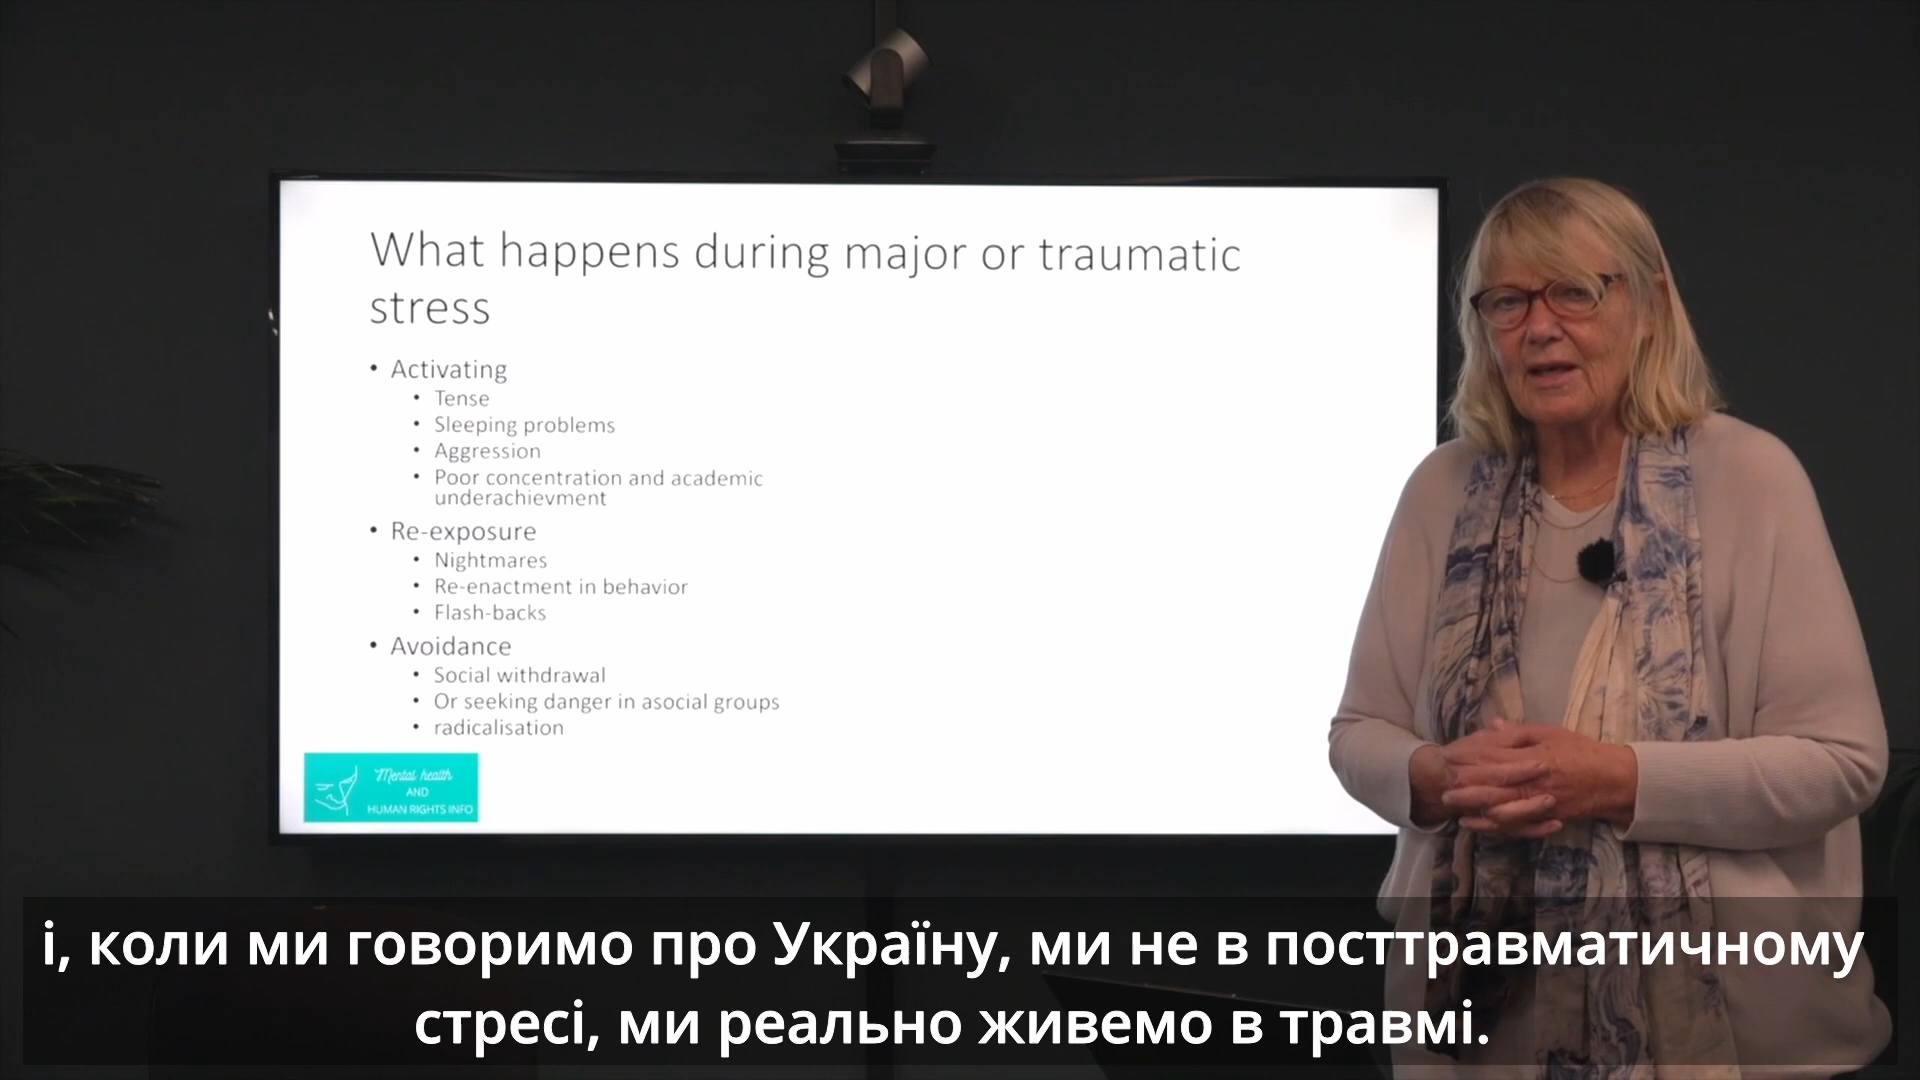 What happens during major or traumatic
stress
• Activating
• Tense
• Sleeping problems
• Aggression
• Poor concentration and academic
underachievment
• Re-exposure
• Nightmares
• Re-enactment in behavior
• Flash-backs
• Avoidance
• Social withdrawal
• Or seeking danger in asocial groups
• radicalisation
Mental health
AND
HUMAN RIGHTS INFO
і, коли ми говоримо про Україну, ми не в посттравматичному
стресі, ми реально живемо в травмі.